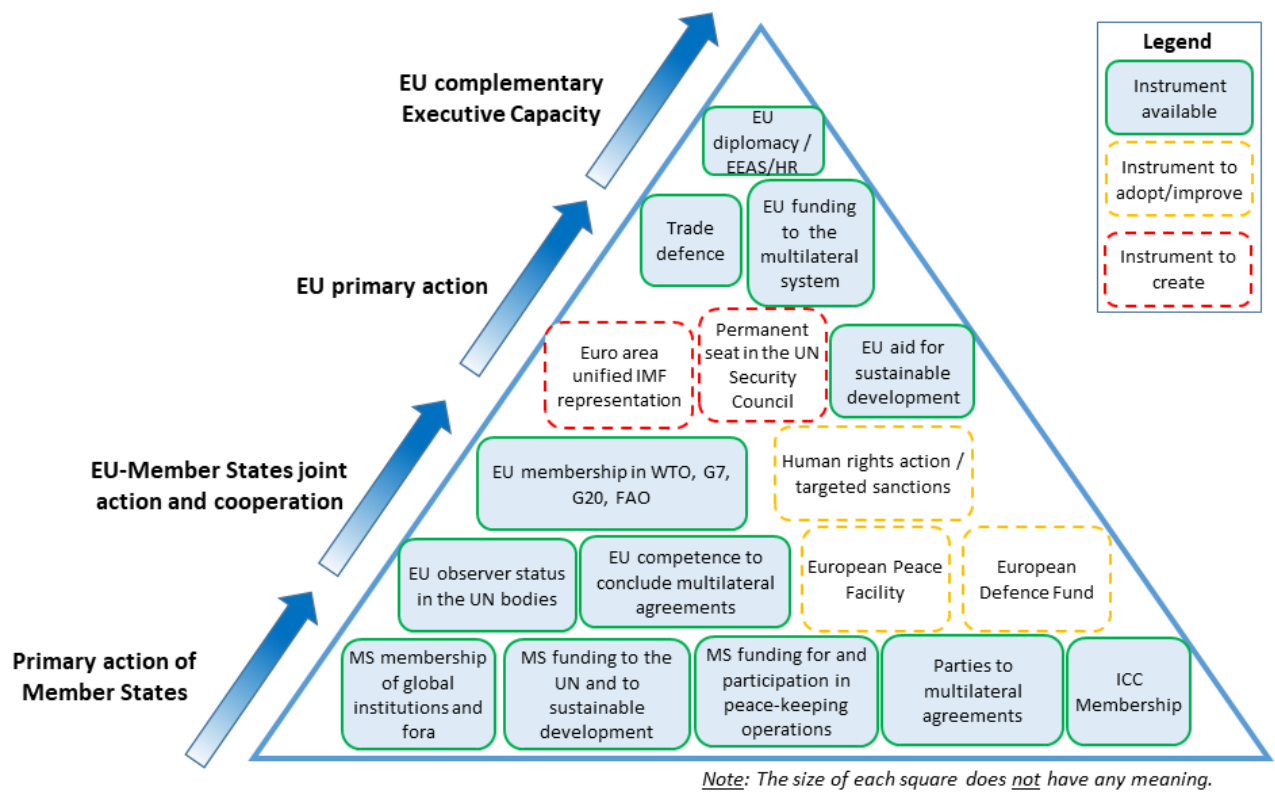 EU complementary
Executive Capacity
EU primary action
EU-Member States joint
action and cooperation
Primary action of
Member States
EU
diplomacy /
EEAS/HR
Trade
defence
EU funding
to the
multilateral
system
Euro area
unified IMF
representation
Permanent
seat in the UN
Security
Council
EU aid for
sustainable
development
EU membership in WTO, G7,
G20, FAO
Human rights action /
targeted sanctions
EU observer status
in the UN bodies
EU competence to
conclude multilateral
agreements
European Peace
Facility
European
Defence Fund
MS membership
of global
institutions and
fora
MS funding to the
UN and to
sustainable
development
MS funding for and
participation in
peace-keeping
operations
Parties to
multilateral
agreements
ICC
Membership
Legend
Instrument
available
Instrument to
adopt/improve
Instrument to
create
Note: The size of each square does not have any meaning.